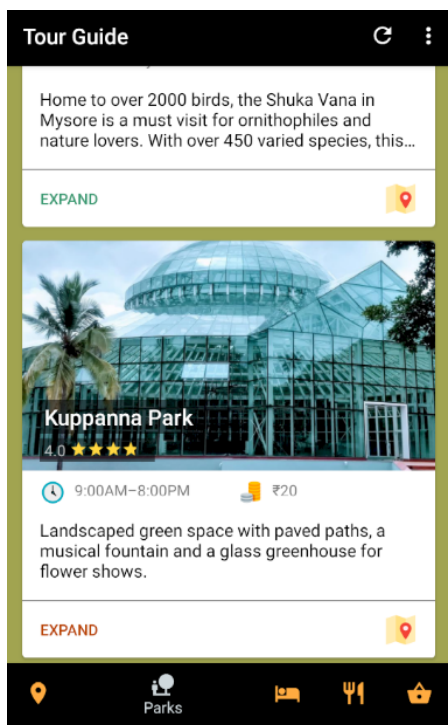 Tour Guide
Home to over 2000 birds, the Shuka Vana in
Mysore is a must visit for ornithophiles and
nature lovers. With over 450 varied species, this...
EXPAND
Kuppanna Park
4.0
9:00AM–8:00PM ₹20
Landscaped green space with paved paths, a
musical fountain and a glass greenhouse for
flower shows.
EXPAND
Parks